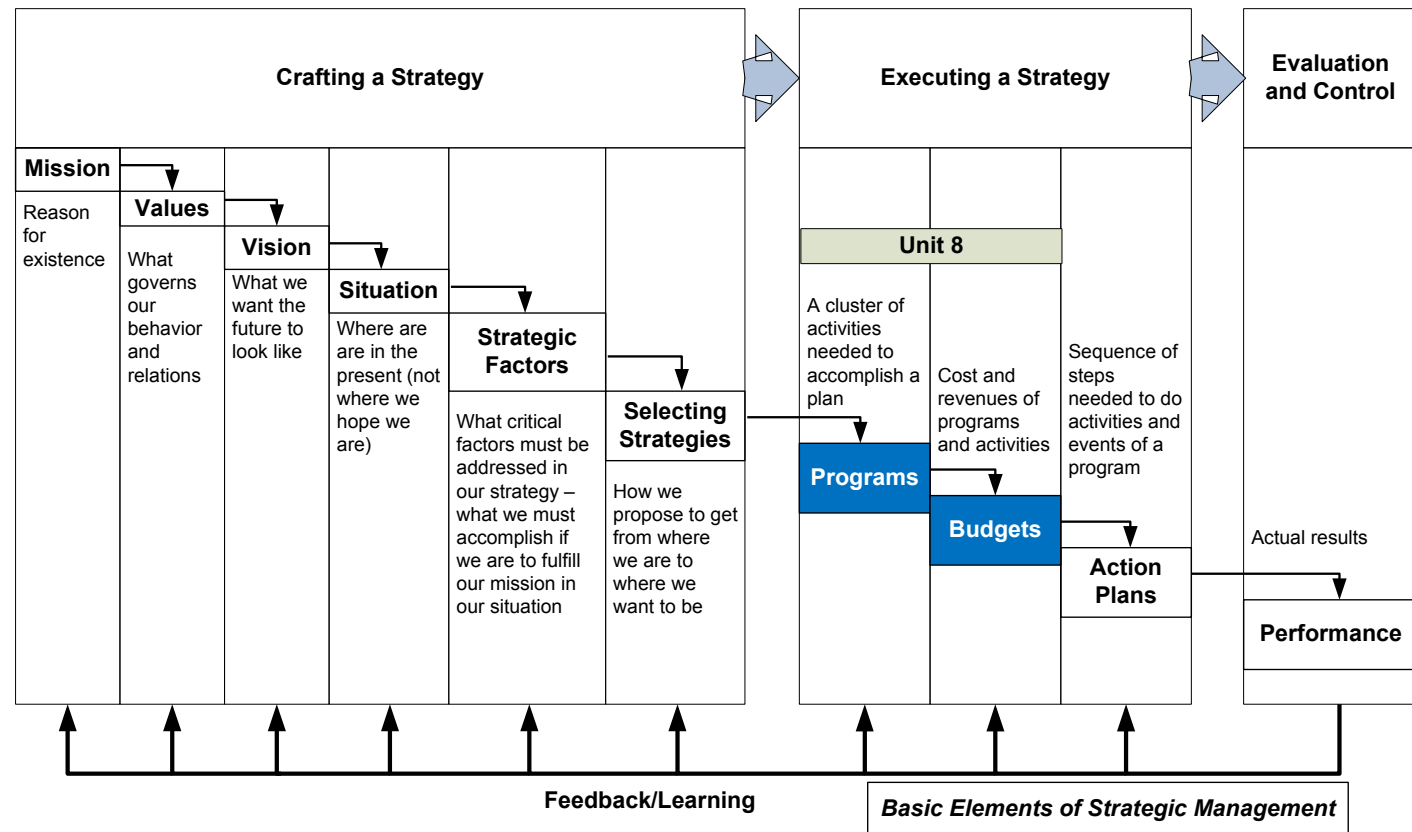 Crafting a Strategy
Executing a Strategy
Evaluation
and Control
Mission
Reason
for
existence
Values
What
governs
our
behavior
and
relations
Vision
What we
want the
future to
look like
Situation
Where are
are in the
present (not
where we
hope we
are)
Strategic
Factors
What critical
factors must be
addressed in
our strategy –
what we must
accomplish if
we are to fulfill
our mission in
our situation
Selecting
Strategies
How we
propose to get
from where
we are to
where we
want to be
Unit 8
A cluster of
activities
needed to
accomplish a
plan
Programs
Cost and
revenues of
programs
and activities
Budgets
Sequence of
steps
needed to do
activities and
events of a
program
Action
Plans
Actual results
Performance
Feedback/Learning
Basic Elements of Strategic Management